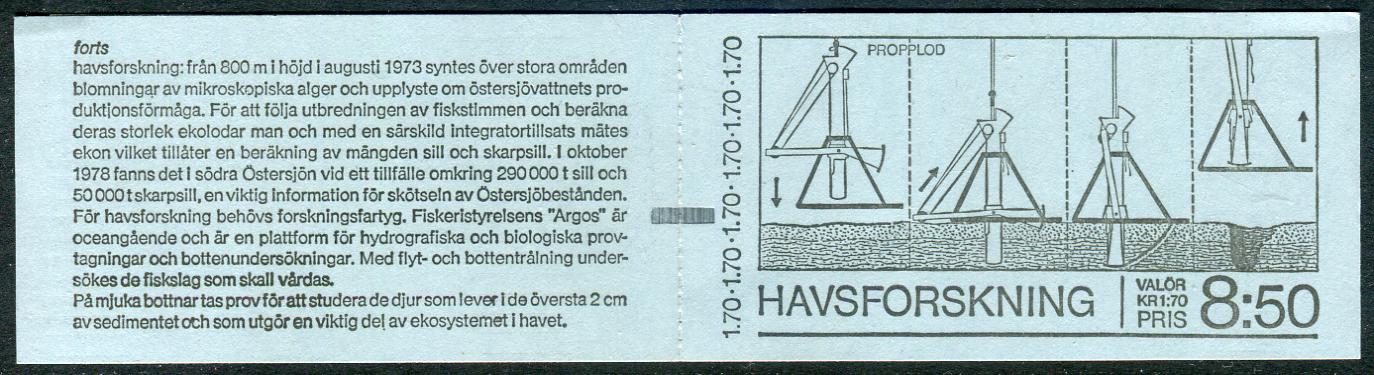 forts
havsforskning: från 800 m i höjd i augusti 1973 syntes över stora områden
blomningar av mikroskopiska alger och upplyste om östersjövattnets pro-
duktionsförmåga. För att följa utbredningen av fiskstimmen och beräkna
deras storlek ekolodar man och med en särskild integratortillsats mätes
ekon vilket tillåter en beräkning av mängden sill och skarpsill. I oktober
1978 fanns det i södra Östersjön vid ett tillfälle omkring 290 000 t sill och
50 000 t skarpsill, en viktig information för skötseln av Östersjöbestånden.
För havsforskning behövs forskningsfartyg. Fiskeristyrelsens "Argos" är
oceangående och är en plattform för hydrografiska och biologiska prov-
tagningar och bottenundersökningar. Med flyt- och bottentrålning under-
sökes de fiskslag som skall vårdas.
På mjuka bottnar tas prov för att studera de djur som lever i de översta 2 cm
av sedimentet och som utgör en viktig del av ekosystemet i havet.
1.70·1.70·1.70·1.70·1.70
PROPPLOD
HAVSFORSKNING
VALÖR
KR 1:70
PRIS
8:50